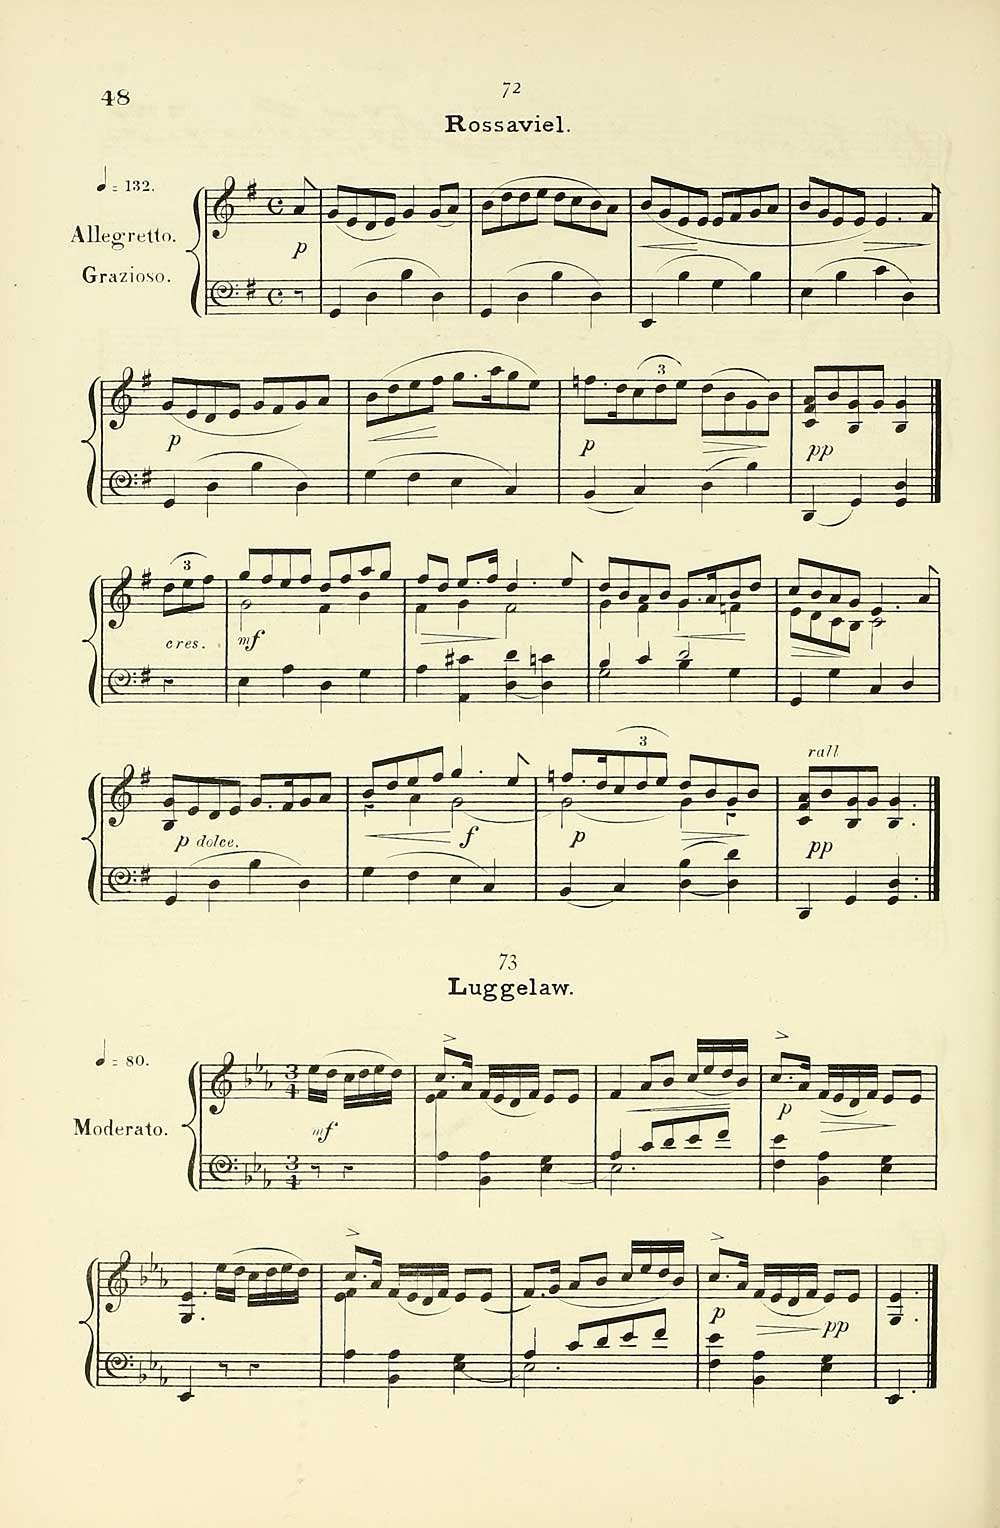 48
72
Rossaviel.
♩= 132.
Allegretto.
Grazioso.
p
p
p
pp
3
3
cres.
mf
3
rall
p dolce.
f
p
pp
73
Luggelaw.
♩= 80.
Moderato.
mf
p
p
pp